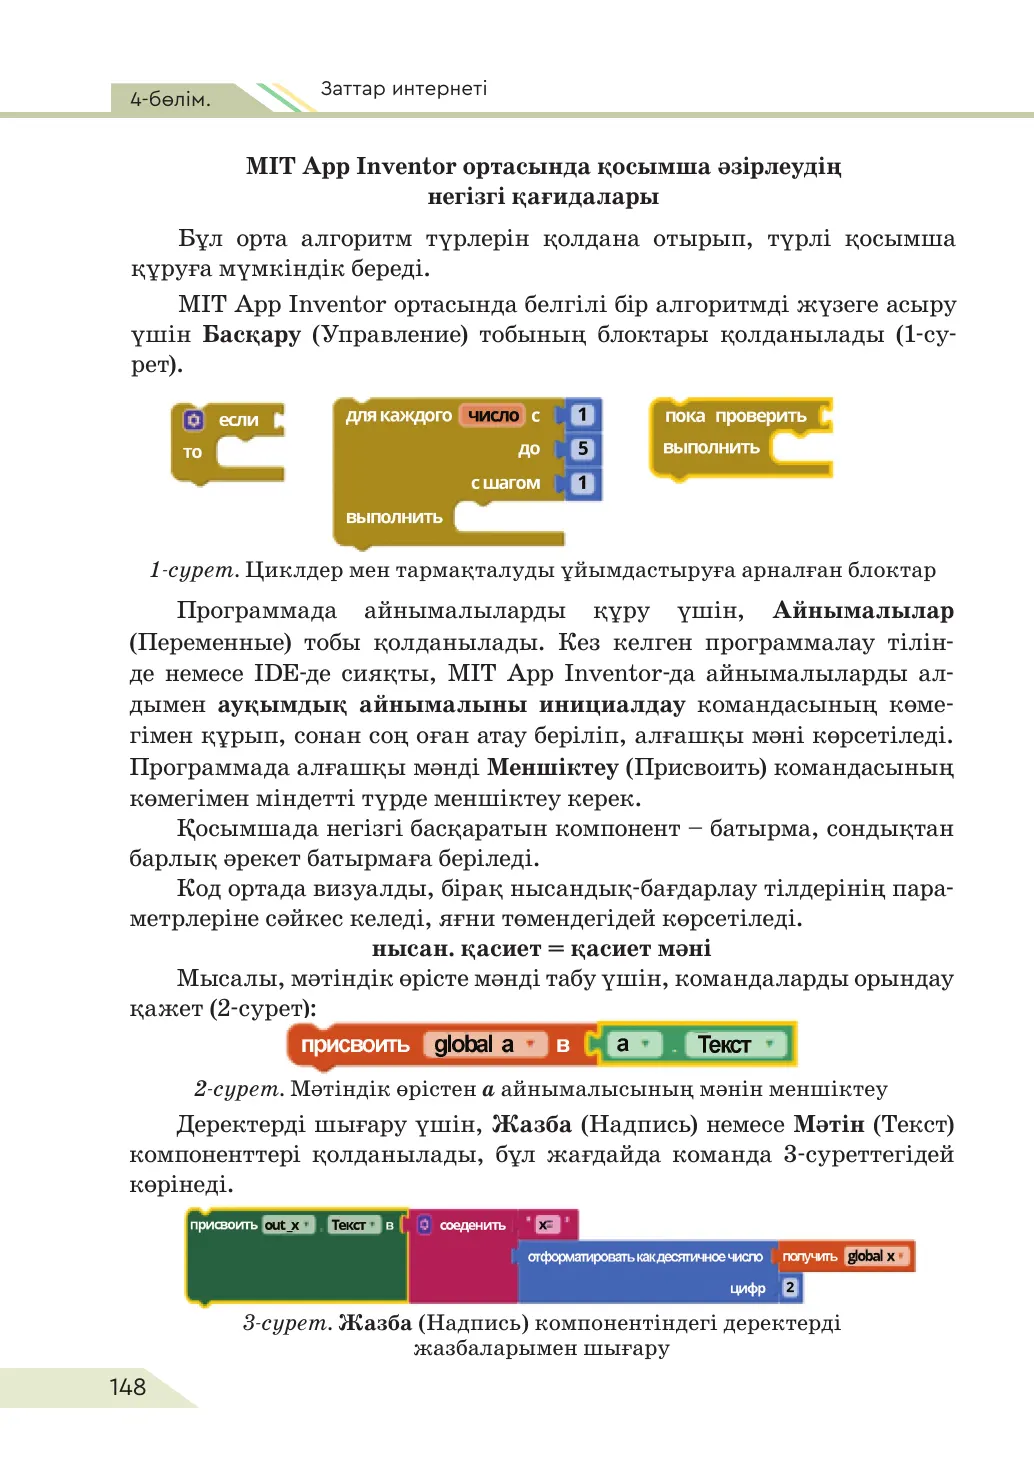 4-бөлім.
Заттар интернеті
MIT App Inventor ортасында қосымша әзірлеудің
негізгі қағидалары
Бұл орта алгоритм түрлерін қолдана отырып, түрлі қосымша
құруға мүмкіндік береді.
MIT App Inventor ортасында белгілі бір алгоритмді жүзеге асыру
үшін Басқару (Управление) тобының блоктары қолданылады (1-су-
рет).
если
то
для каждого число с 1
до 5
с шагом 1
выполнить
пока проверить
выполнить
1-сурет. Циклдер мен тармақталуды ұйымдастыруға арналған блоктар
Программада айнымалыларды құру үшін, Айнымалылар
(Переменные) тобы қолданылады. Кез келген программалау тілін-
де немесе IDE-де сияқты, MIT App Inventor-да айнымалыларды ал-
дымен ауқымдық айнымалыны инициалдау командасының көме-
гімен құрып, сонан соң оған атау беріліп, алғашқы мәні көрсетіледі.
Программада алғашқы мәнді Меншіктеу (Присвоить) командасының
көмегімен міндетті түрде меншіктеу керек.
Қосымшада негізгі басқаратын компонент – батырма, сондықтан
барлық әрекет батырмаға беріледі.
Код ортада визуалды, бірақ нысандық-бағдарлау тілдерінің пара-
метрлеріне сәйкес келеді, яғни төмендегідей көрсетіледі.
нысан. қасиет = қасиет мәні
Мысалы, мәтіндік өрісте мәнді табу үшін, командаларды орындау
қажет (2-сурет):
присвоить global a в a . Текст
2-сурет. Мәтіндік өрістен а айнымалысының мәнін меншіктеу
Деректерді шығару үшін, Жазба (Надпись) немесе Мәтін (Текст)
компоненттері қолданылады, бұл жағдайда команда 3-суреттегідей
көрінеді.
присвоить out_x . Текст в соеденить " x= "
отформатировать как десятичное число получить global x
цифр 2
3-сурет. Жазба (Надпись) компонентіндегі деректерді
жазбаларымен шығару
148